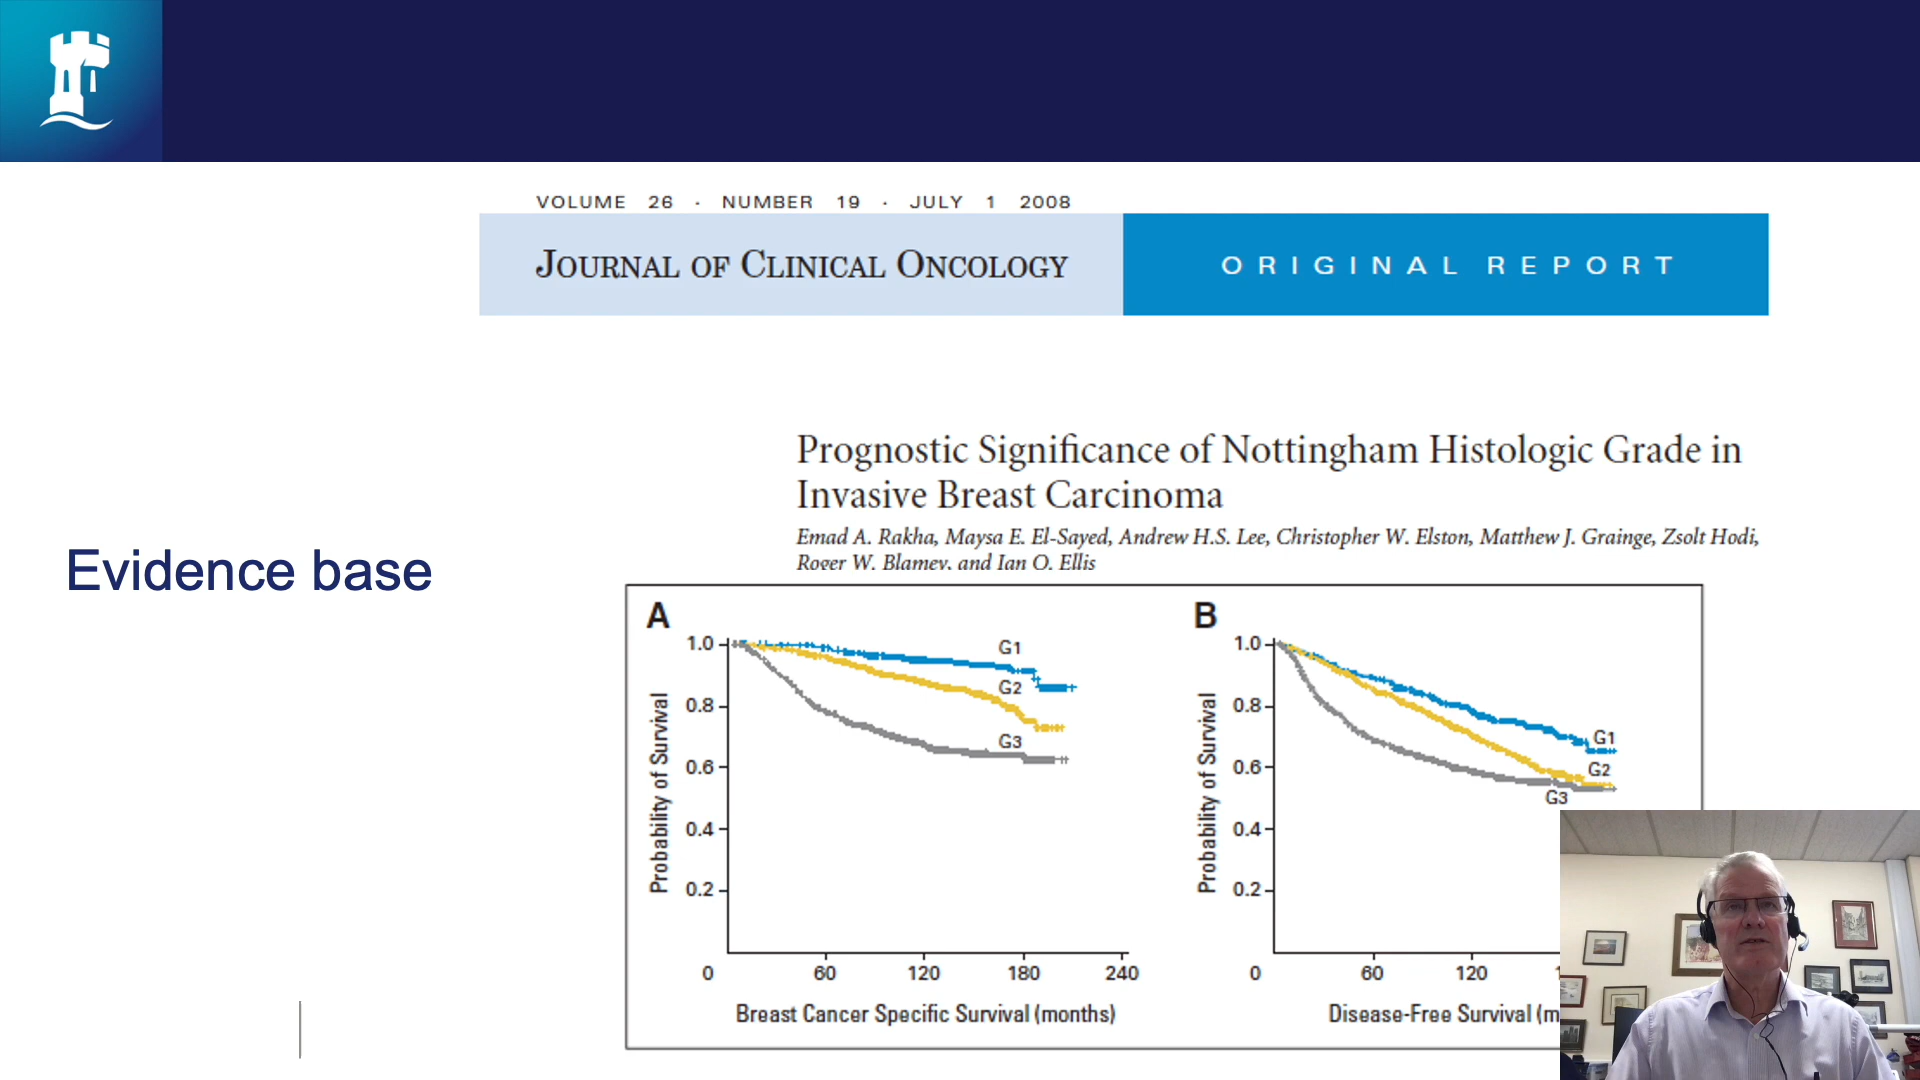 VOLUME 26 · NUMBER 19 · JULY 1 2008
JOURNAL OF CLINICAL ONCOLOGY
ORIGINAL REPORT
Prognostic Significance of Nottingham Histologic Grade in
Invasive Breast Carcinoma
Emad A. Rakha, Maysa E. El-Sayed, Andrew H.S. Lee, Christopher W. Elston, Matthew J. Grainge, Zsolt Hodi,
Roger W. Blamey, and Ian O. Ellis
Evidence base
A
1.0
0.8
0.6
0.4
0.2
0
60
120
180
240
G1
G2
G3
Probability of Survival
Breast Cancer Specific Survival (months)
B
1.0
0.8
0.6
0.4
0.2
0
60
120
G1
G2
G3
Probability of Survival
Disease-Free Survival (m